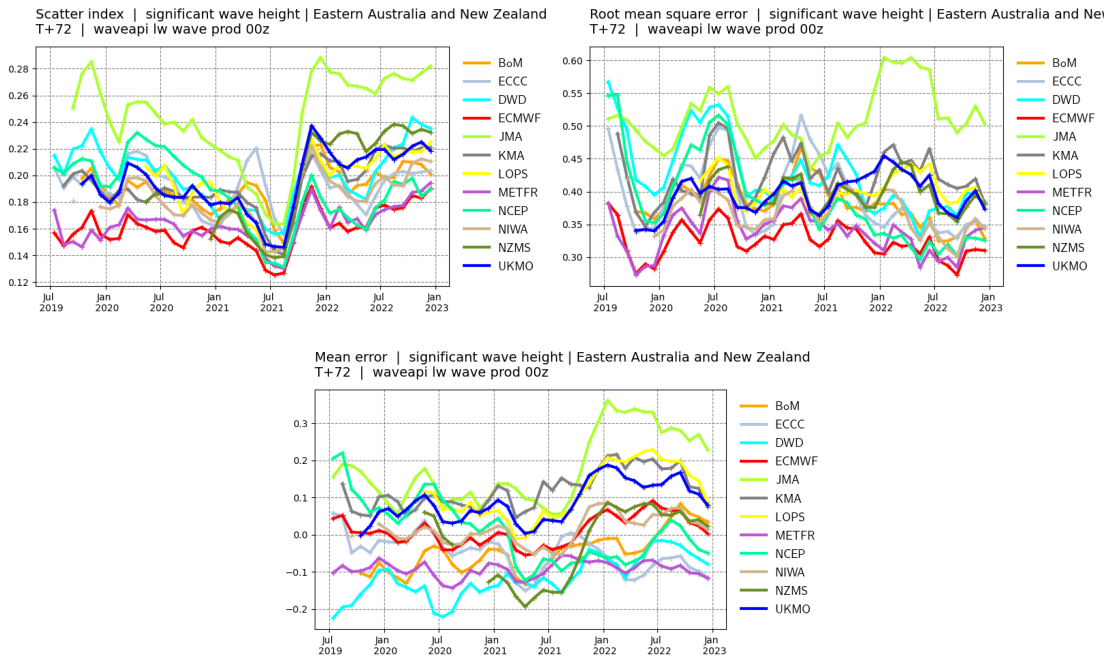 Scatter index | significant wave height | Eastern Australia and New Zealand
T+72 | waveapi lw wave prod 00z
0.28
0.26
0.24
0.22
0.20
0.18
0.16
0.14
0.12
Jul 2019
Jan 2020
Jul 2020
Jan 2021
Jul 2021
Jan 2022
Jul 2022
Jan 2023
BoM
ECCC
DWD
ECMWF
JMA
KMA
LOPS
METFR
NCEP
NIWA
NZMS
UKMO
Root mean square error | significant wave height | Eastern Australia and Nev
T+72 | waveapi lw wave prod 00z
0.60
0.55
0.50
0.45
0.40
0.35
0.30
Jul 2019
Jan 2020
Jul 2020
Jan 2021
Jul 2021
Jan 2022
Jul 2022
Jan 2023
BoM
ECCC
DWD
ECMWF
JMA
KMA
LOPS
METFR
NCEP
NIWA
NZMS
UKMO
Mean error | significant wave height | Eastern Australia and New Zealand
T+72 | waveapi lw wave prod 00z
0.3
0.2
0.1
0.0
−0.1
−0.2
Jul 2019
Jan 2020
Jul 2020
Jan 2021
Jul 2021
Jan 2022
Jul 2022
Jan 2023
BoM
ECCC
DWD
ECMWF
JMA
KMA
LOPS
METFR
NCEP
NIWA
NZMS
UKMO